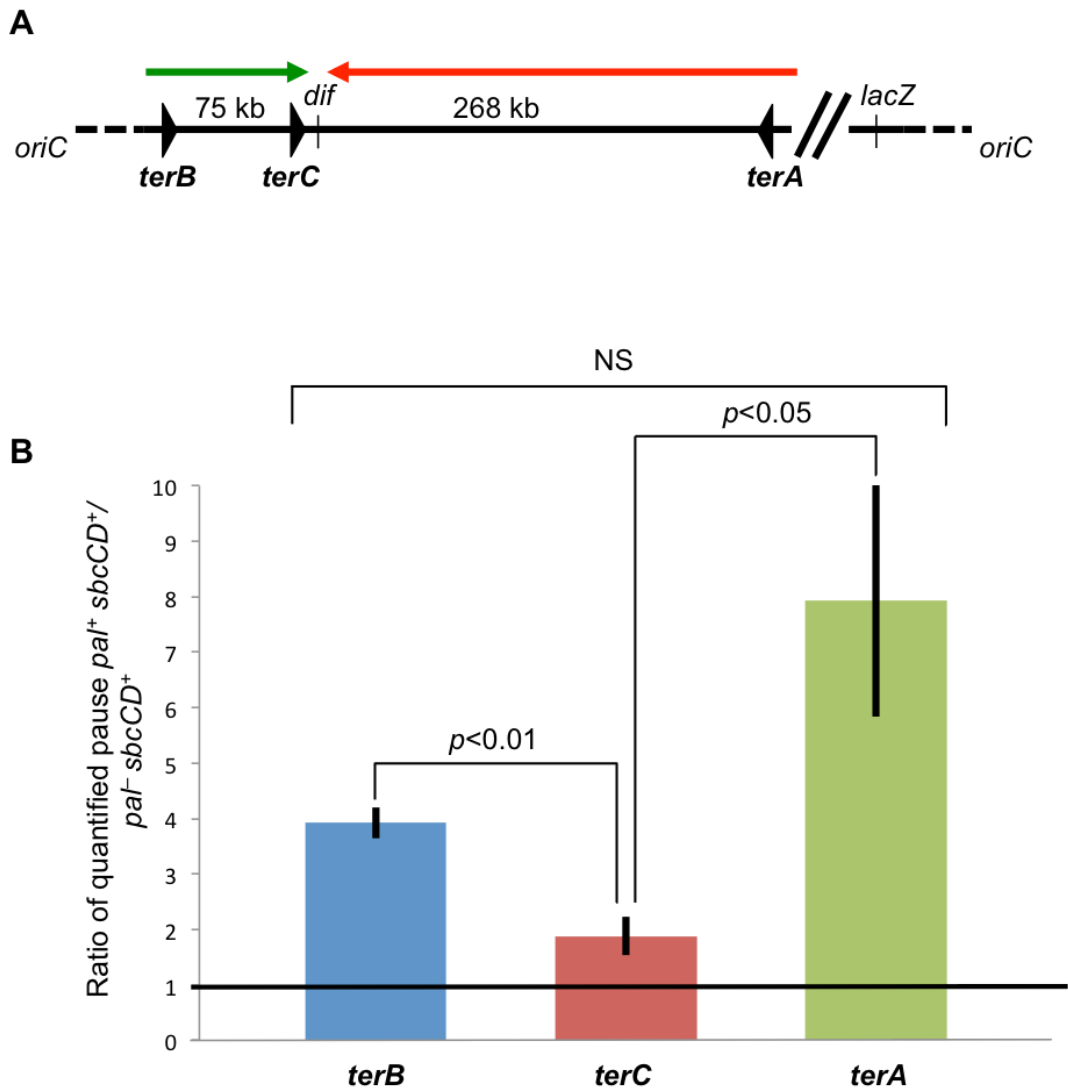 A
75 kb dif 268 kb lacZ
oriC oriC
terB terC terA
NS
p<0.05
B
Ratio of quantified pause pal⁺ sbcCD⁺/
pal⁻ sbcCD⁺
10
9
8
7
6
p<0.01
5
4
3
2
1
0
terB terC terA